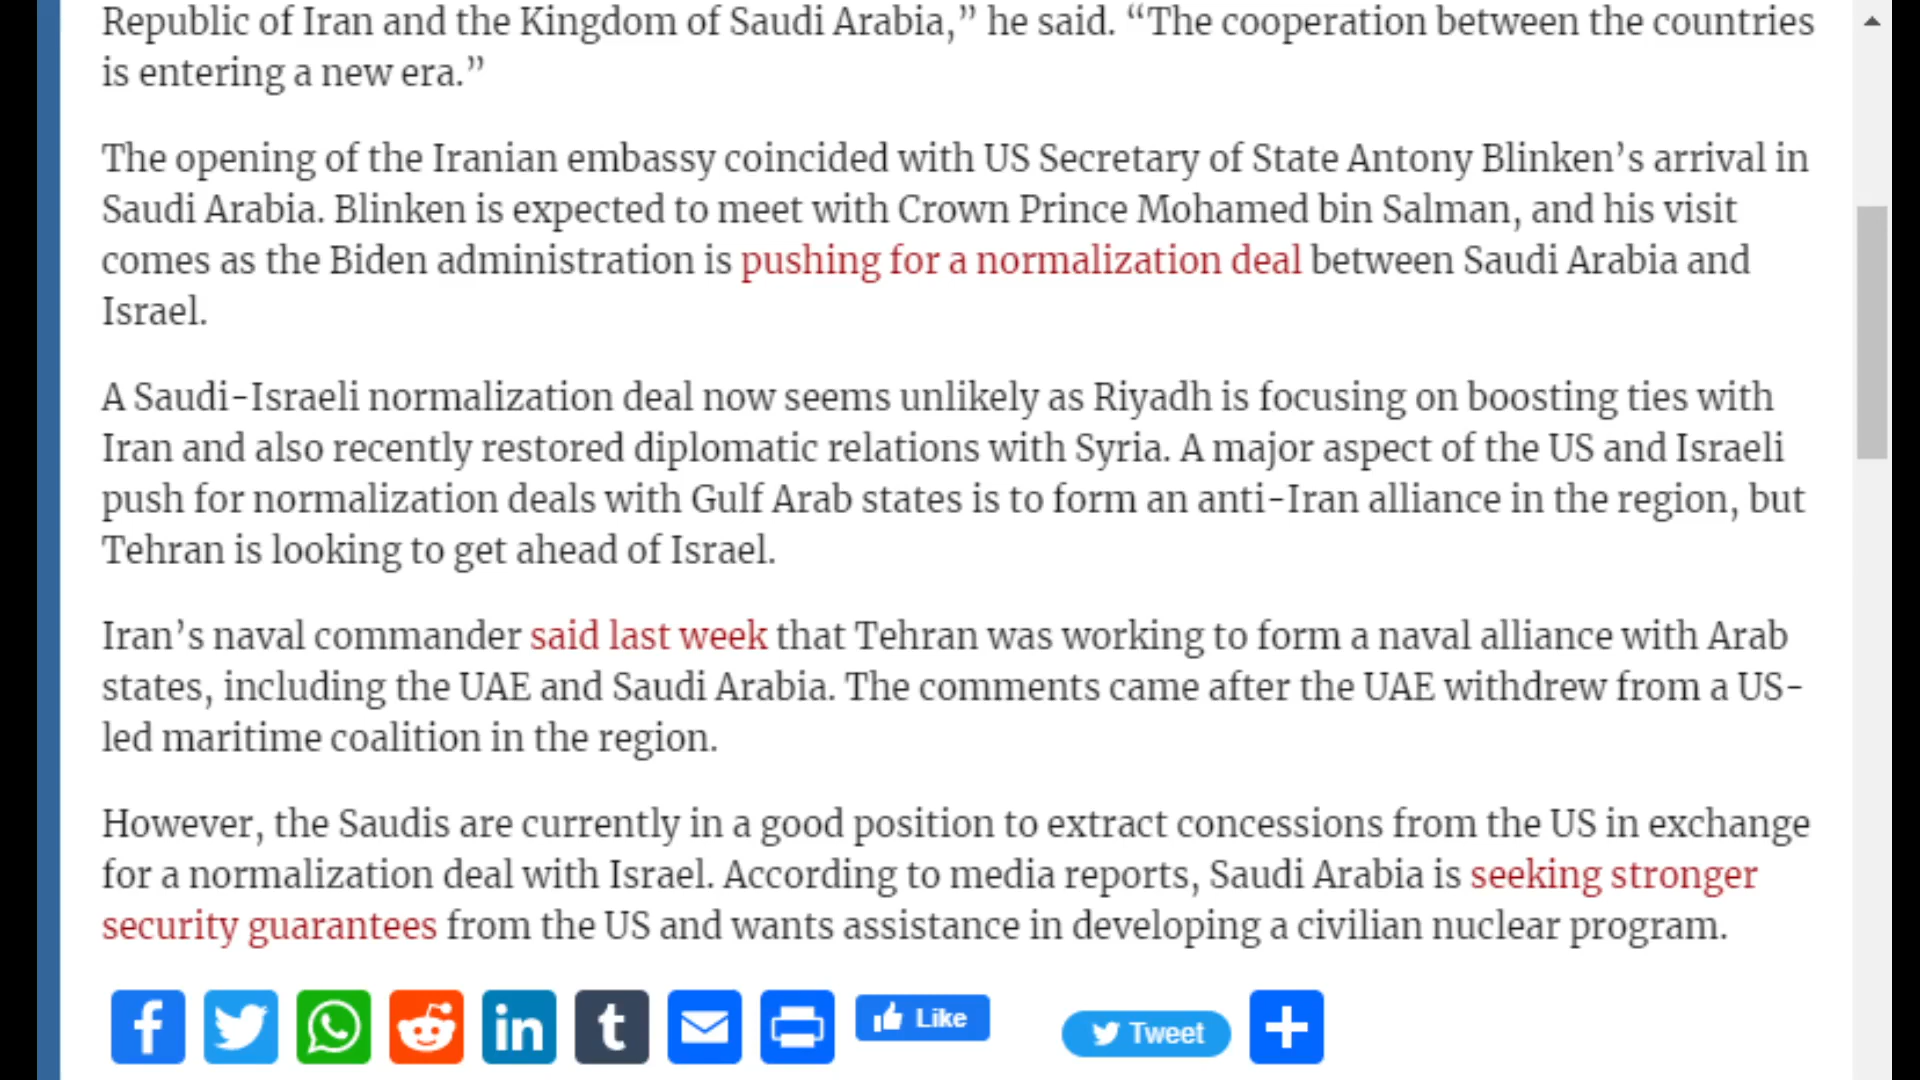 Republic of Iran and the Kingdom of Saudi Arabia,” he said. “The cooperation between the countries
is entering a new era.”
The opening of the Iranian embassy coincided with US Secretary of State Antony Blinken’s arrival in
Saudi Arabia. Blinken is expected to meet with Crown Prince Mohamed bin Salman, and his visit
comes as the Biden administration is pushing for a normalization deal between Saudi Arabia and
Israel.
A Saudi-Israeli normalization deal now seems unlikely as Riyadh is focusing on boosting ties with
Iran and also recently restored diplomatic relations with Syria. A major aspect of the US and Israeli
push for normalization deals with Gulf Arab states is to form an anti-Iran alliance in the region, but
Tehran is looking to get ahead of Israel.
Iran’s naval commander said last week that Tehran was working to form a naval alliance with Arab
states, including the UAE and Saudi Arabia. The comments came after the UAE withdrew from a US-
led maritime coalition in the region.
However, the Saudis are currently in a good position to extract concessions from the US in exchange
for a normalization deal with Israel. According to media reports, Saudi Arabia is seeking stronger
security guarantees from the US and wants assistance in developing a civilian nuclear program.
Like
Tweet